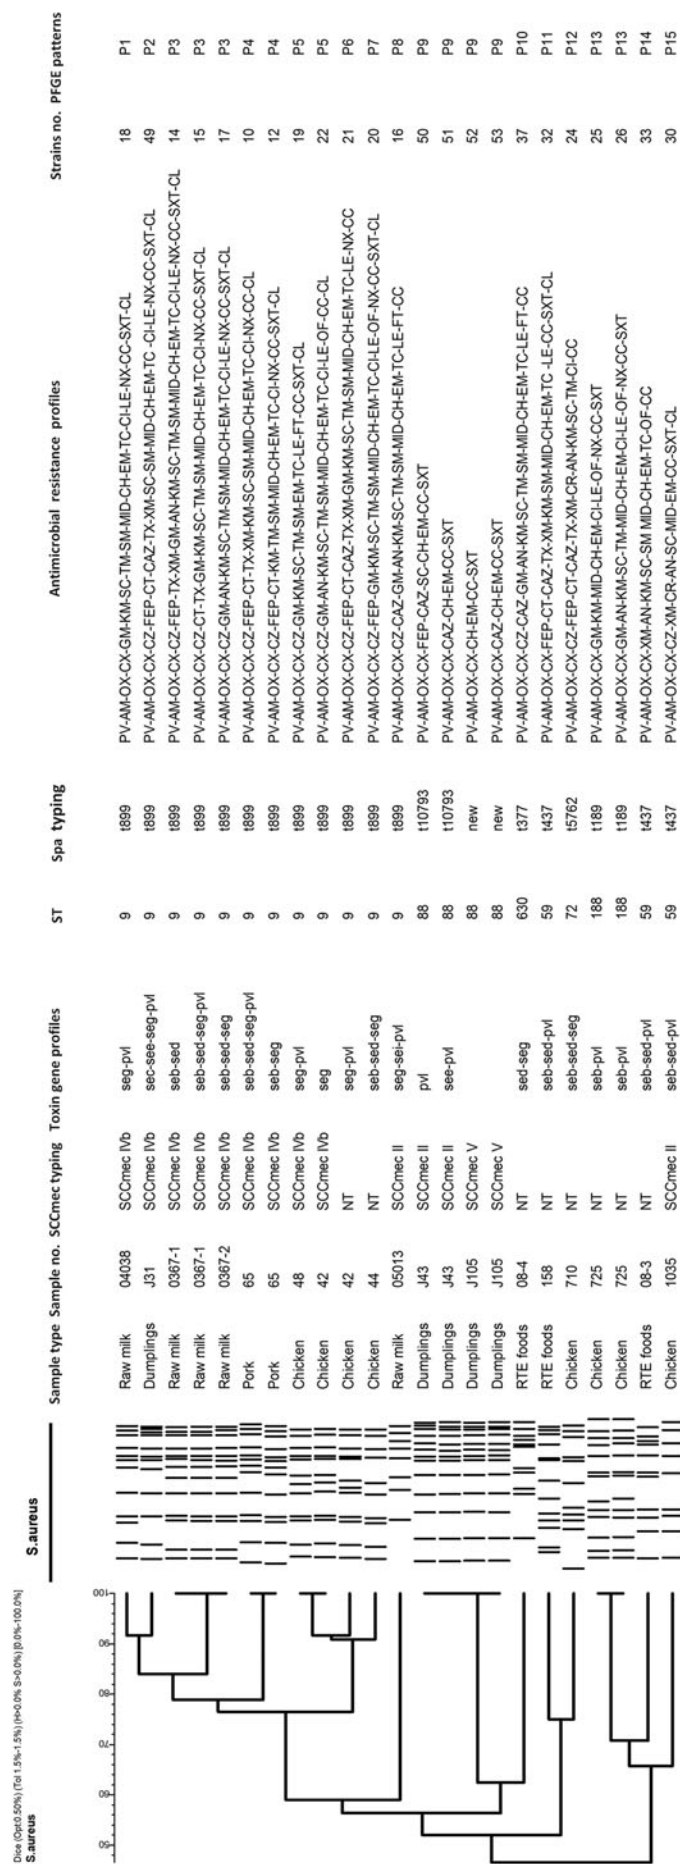 Dice (Opt:0.50%) (Tol 1.5%-1.5%) (H>0.0% S>0.0%) [0.0%-100.0%]
S.aureus S.aureus
50 60 70 80 90 100
Sample type Sample no. SCCmec typing Toxin gene profiles ST Spa typing Antimicrobial resistance profiles Strains no. PFGE patterns
Raw milk 04038 SCCmec IVb seg-pvl 9 t899 PV-AM-OX-CX-GM-KM-SC-TM-SM-MID-CH-EM-TC-CI-LE-NX-CC-SXT-CL 18 P1
Dumplings J31 SCCmec IVb sec-see-seg-pvl 9 t899 PV-AM-OX-CX-CZ-FEP-CT-CAZ-TX-XM-SC-SM-MID-CH-EM-TC -CI-LE-NX-CC-SXT-CL 49 P2
Raw milk 0367-1 SCCmec IVb seb-sed 9 t899 PV-AM-OX-CX-CZ-FEP-TX-XM-GM-AN-KM-SC-TM-SM-MID-CH-EM-TC-CI-LE-NX-CC-SXT-CL 14 P3
Raw milk 0367-1 SCCmec IVb seb-sed-seg-pvl 9 t899 PV-AM-OX-CX-CZ-CT-TX-GM-KM-SC-TM-SM-MID-CH-EM-TC-CI-NX-CC-SXT-CL 15 P3
Raw milk 0367-2 SCCmec IVb seb-sed-seg 9 t899 PV-AM-OX-CX-CZ-GM-AN-KM-SC-TM-SM-MID-CH-EM-TC-CI-LE-NX-CC-SXT-CL 17 P3
Pork 65 SCCmec IVb seb-sed-seg-pvl 9 t899 PV-AM-OX-CX-CZ-FEP-CT-TX-XM-KM-SC-SM-MID-CH-EM-TC-CI-NX-CC-CL 10 P4
Pork 65 SCCmec IVb seb-seg 9 t899 PV-AM-OX-CX-CZ-FEP-CT-KM-TM-SM-MID-CH-EM-TC-CI-NX-CC-SXT-CL 12 P4
Chicken 48 SCCmec IVb seg-pvl 9 t899 PV-AM-OX-CX-CZ-GM-KM-SC-TM-SM-EM-TC-LE-FT-CC-SXT-CL 19 P5
Chicken 42 SCCmec IVb seg 9 t899 PV-AM-OX-CX-CZ-GM-AN-KM-SC-TM-SM-MID-CH-EM-TC-CI-LE-OF-CC-CL 22 P5
Chicken 42 NT seg-pvl 9 t899 PV-AM-OX-CX-CZ-FEP-CT-CAZ-TX-XM-GM-KM-SC-TM-SM-MID-CH-EM-TC-LE-NX-CC 21 P6
Chicken 44 NT seb-sed-seg 9 t899 PV-AM-OX-CX-CZ-FEP-GM-KM-SC-TM-SM-MID-CH-EM-TC-CI-LE-OF-NX-CC-SXT-CL 20 P7
Raw milk 05013 SCCmec II seg-sei-pvl 9 t899 PV-AM-OX-CX-CZ-CAZ-GM-AN-KM-SC-TM-SM-MID-CH-EM-TC-LE-FT-CC 16 P8
Dumplings J43 SCCmec II pvl 88 t10793 PV-AM-OX-CX-FEP-CAZ-SC-CH-EM-CC-SXT 50 P9
Dumplings J43 SCCmec II see-pvl 88 t10793 PV-AM-OX-CX-CAZ-CH-EM-CC-SXT 51 P9
Dumplings J105 SCCmec V 88 new PV-AM-OX-CX-CH-EM-CC-SXT 52 P9
Dumplings J105 SCCmec V 88 new PV-AM-OX-CX-CAZ-CH-EM-CC-SXT 53 P9
RTE foods 08-4 NT sed-seg 630 t377 PV-AM-OX-CX-CZ-CAZ-GM-AN-KM-SC-TM-SM-MID-CH-EM-TC-LE-FT-CC 37 P10
RTE foods 158 NT seb-sed-pvl 59 t437 PV-AM-OX-CX-FEP-CT-CAZ-TX-XM-KM-SM-MID-CH-EM-TC -LE-CC-SXT-CL 32 P11
Chicken 710 NT seb-sed-seg 72 t5762 PV-AM-OX-CX-CZ-FEP-CT-CAZ-TX-XM-CR-AN-KM-SC-TM-CI-CC 24 P12
Chicken 725 NT seb-pvl 188 t189 PV-AM-OX-CX-GM-KM-MID-CH-EM-CI-LE-OF-NX-CC-SXT 25 P13
Chicken 725 NT seb-pvl 188 t189 PV-AM-OX-CX-GM-AN-KM-SC-TM-MID-CH-EM-CI-LE-OF-NX-CC-SXT 26 P13
RTE foods 08-3 NT seb-sed-pvl 59 t437 PV-AM-OX-CX-XM-AN-KM-SC-SM MID-CH-EM-TC-OF-CC 33 P14
Chicken 1035 SCCmec II seb-sed-pvl 59 t437 PV-AM-OX-CX-CZ-XM-CR-AN-SC-MID-EM-CC-SXT-CL 30 P15